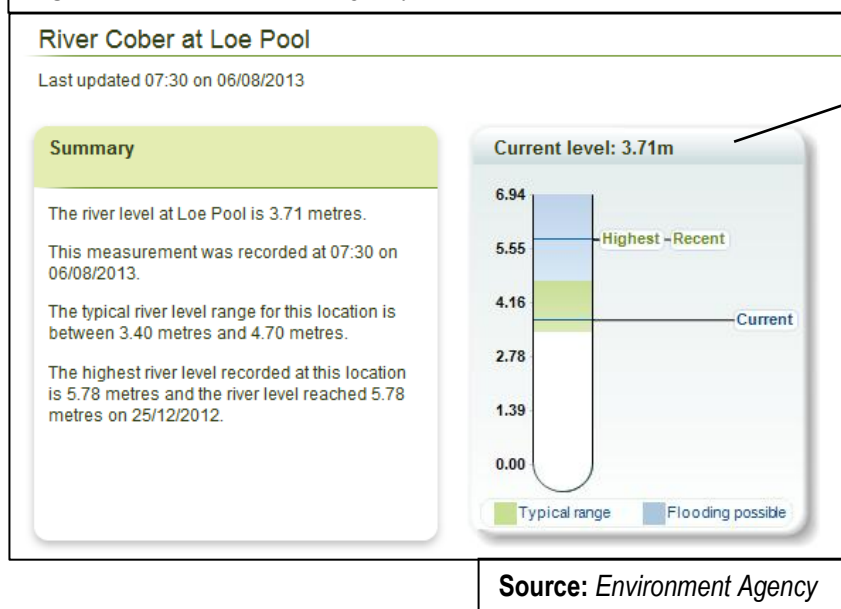 River Cober at Loe Pool
Last updated 07:30 on 06/08/2013
Summary
The river level at Loe Pool is 3.71 metres.
This measurement was recorded at 07:30 on
06/08/2013.
The typical river level range for this location is
between 3.40 metres and 4.70 metres.
The highest river level recorded at this location
is 5.78 metres and the river level reached 5.78
metres on 25/12/2012.
Current level: 3.71m
6.94
Highest
Recent
5.55
4.16
Current
2.78
1.39
0.00
Typical range
Flooding possible
Source: Environment Agency